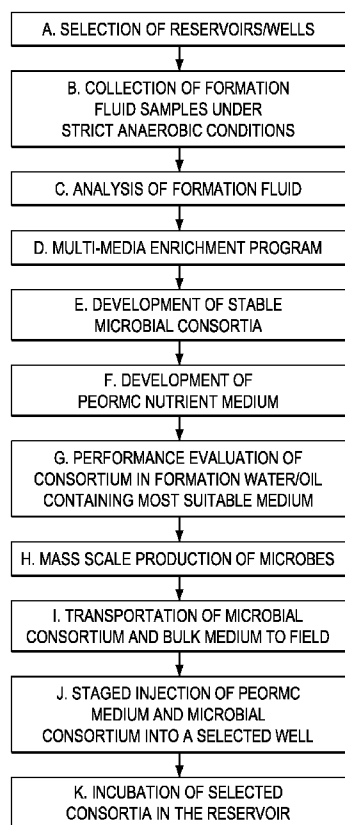 A. SELECTION OF RESERVOIRS/WELLS
B. COLLECTION OF FORMATION
FLUID SAMPLES UNDER
STRICT ANAEROBIC CONDITIONS
C. ANALYSIS OF FORMATION FLUID
D. MULTI-MEDIA ENRICHMENT PROGRAM
E. DEVELOPMENT OF STABLE
MICROBIAL CONSORTIA
F. DEVELOPMENT OF
PEORMC NUTRIENT MEDIUM
G. PERFORMANCE EVALUATION OF
CONSORTIUM IN FORMATION WATER/OIL
CONTAINING MOST SUITABLE MEDIUM
H. MASS SCALE PRODUCTION OF MICROBES
I. TRANSPORTATION OF MICROBIAL
CONSORTIUM AND BULK MEDIUM TO FIELD
J. STAGED INJECTION OF PEORMC
MEDIUM AND MICROBIAL
CONSORTIUM INTO A SELECTED WELL
K. INCUBATION OF SELECTED
CONSORTIA IN THE RESERVOIR